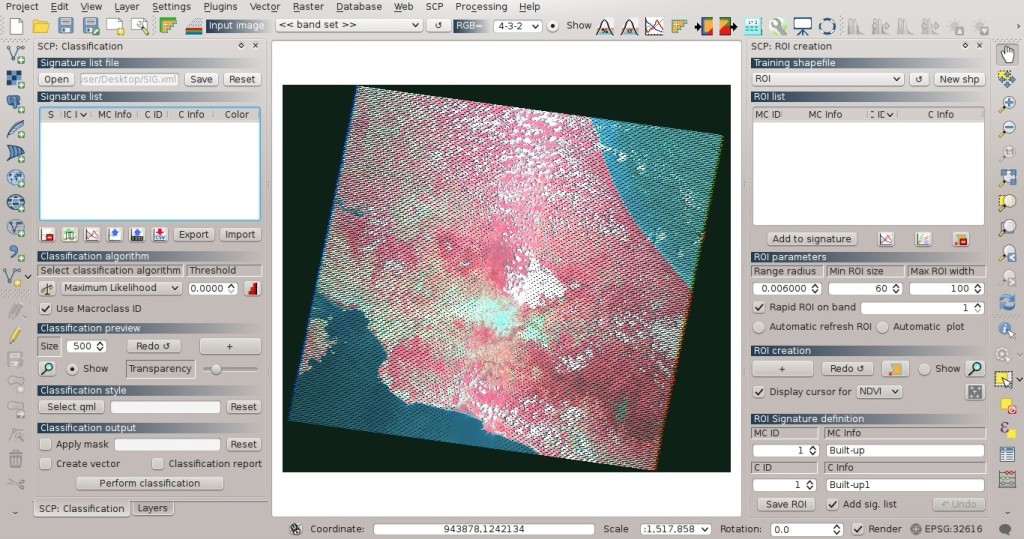 Project Edit View Layer Settings Plugins Vector Raster Database Web SCP Processing Help
Input image << band set >> RGB= 4-3-2 Show
SCP: Classification
Signature list file
Open ser/Desktop/SIG.xml Save Reset
Signature list
S MC Info C ID C Info Color
Export Import
Classification algorithm
Select classification algorithm Threshold
Maximum Likelihood 0.0000
Use Macroclass ID
Classification preview
Size 500 Redo ↺ +
Show Transparency
Classification style
Select qml Reset
Classification output
Apply mask Reset
Create vector Classification report
Perform classification
SCP: Classification Layers
SCP: ROI creation
Training shapefile
ROI ↺ New shp
ROI list
MC ID MC Info C Info
Add to signature
ROI parameters
Range radius Min ROI size Max ROI width
0.006000 60 100
Rapid ROI on band 1
Automatic refresh ROI Automatic plot
ROI creation
+ Redo ↺ Show
Display cursor for NDVI
ROI Signature definition
MC ID MC Info
1 Built-up
C ID C Info
1 Built-up1
Save ROI Add sig. list Undo
Coordinate: 943878,1242134 Scale :1,517,858 Rotation: 0.0 Render EPSG:32616